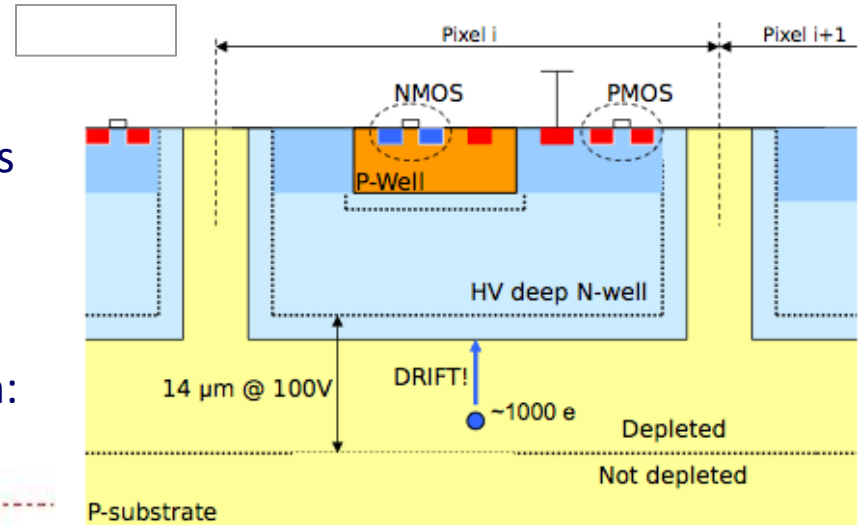 Pixel i
Pixel i+1
NMOS
PMOS
s
P-Well
HV deep N-well
:
14 µm @ 100V
DRIFT!
~1000 e
Depleted
Not depleted
P-substrate